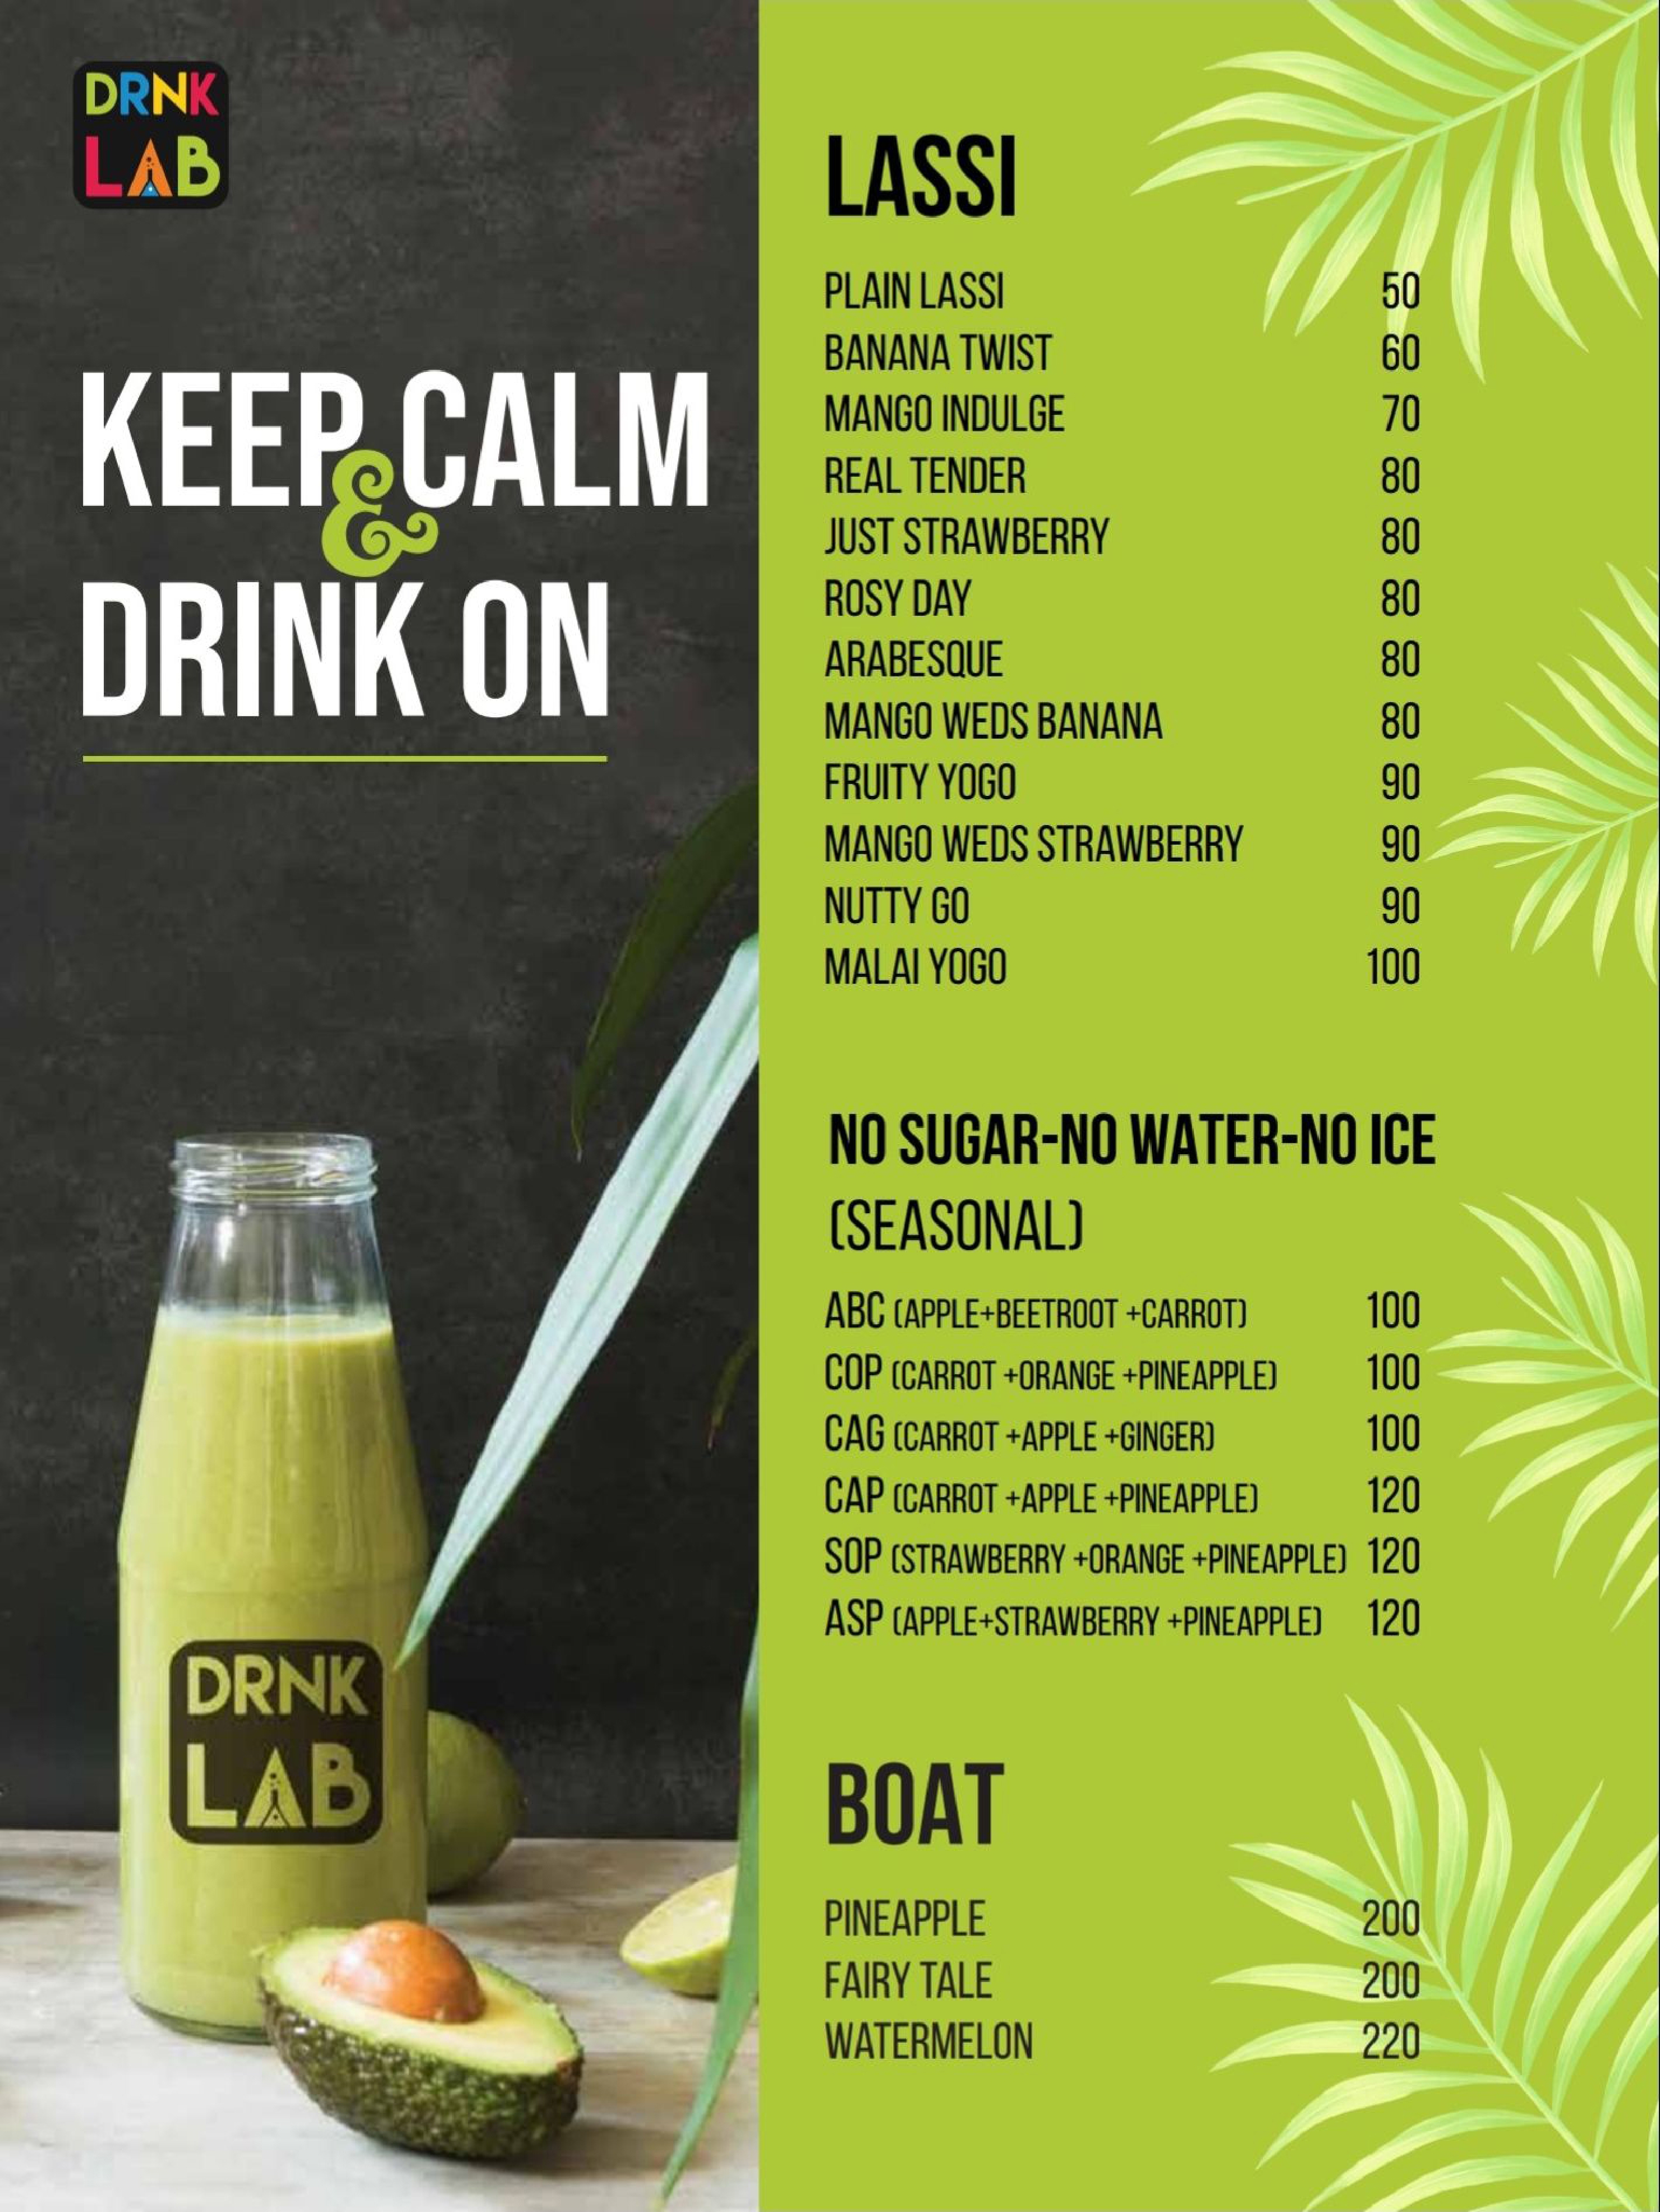 DRNK
LAB
KEEP CALM
&
DRINK ON
DRNK
LAB
LASSI
PLAIN LASSI 50
BANANA TWIST 60
MANGO INDULGE 70
REAL TENDER 80
JUST STRAWBERRY 80
ROSY DAY 80
ARABESQUE 80
MANGO WEDS BANANA 80
FRUITY YOGO 90
MANGO WEDS STRAWBERRY 90
NUTTY GO 90
MALAI YOGO 100
NO SUGAR-NO WATER-NO ICE
(SEASONAL)
ABC (APPLE+BEETROOT +CARROT) 100
COP (CARROT +ORANGE +PINEAPPLE) 100
CAG (CARROT +APPLE +GINGER) 100
CAP (CARROT +APPLE +PINEAPPLE) 120
SOP (STRAWBERRY +ORANGE +PINEAPPLE) 120
ASP (APPLE+STRAWBERRY +PINEAPPLE) 120
BOAT
PINEAPPLE 200
FAIRY TALE 200
WATERMELON 220